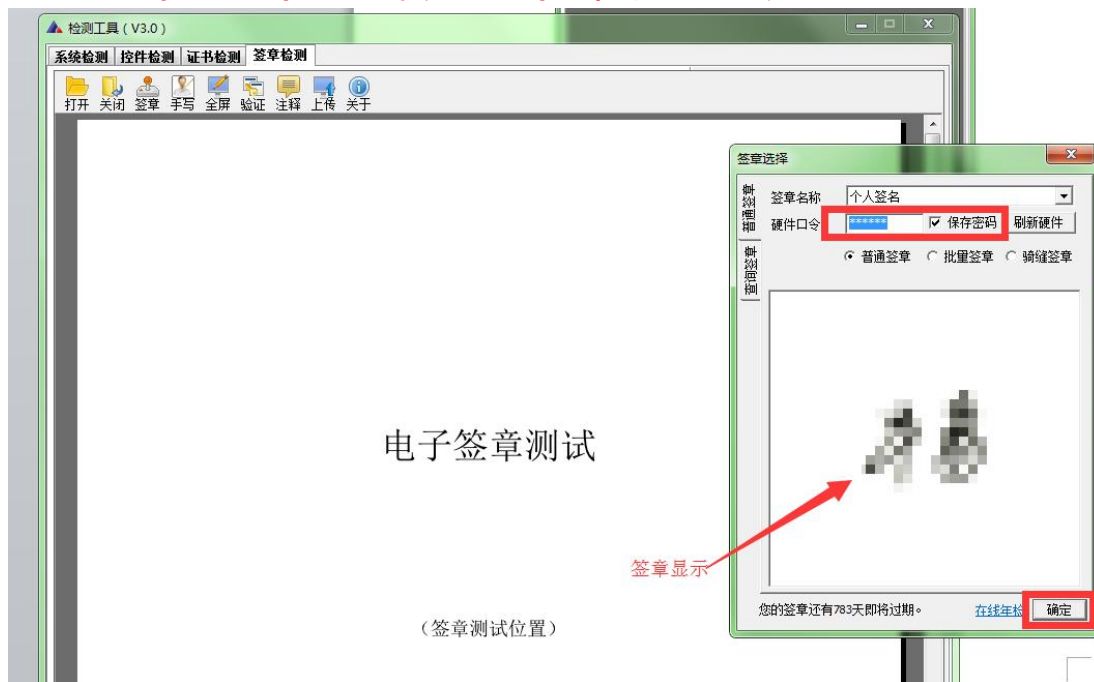 检测工具（V3.0）
系统检测 控件检测 证书检测 签章检测
打开 关闭 签章 手写 全屏 验证 注释 上传 关于
电子签章测试
（签章测试位置）
签章选择
普通签章
查询签章
签章名称 个人签名
硬件口令 ****** 保存密码 刷新硬件
普通签章 批量签章 骑缝签章
签章显示
您的签章还有783天即将过期。 在线年检 确定